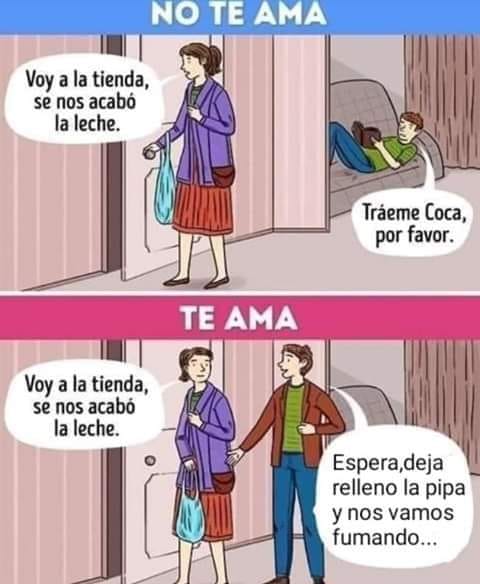 NO TE AMA
Voy a la tienda,
se nos acabó
la leche.
Tráeme Coca,
por favor.
TE AMA
Voy a la tienda,
se nos acabó
la leche.
Espera,deja
relleno la pipa
y nos vamos
fumando...